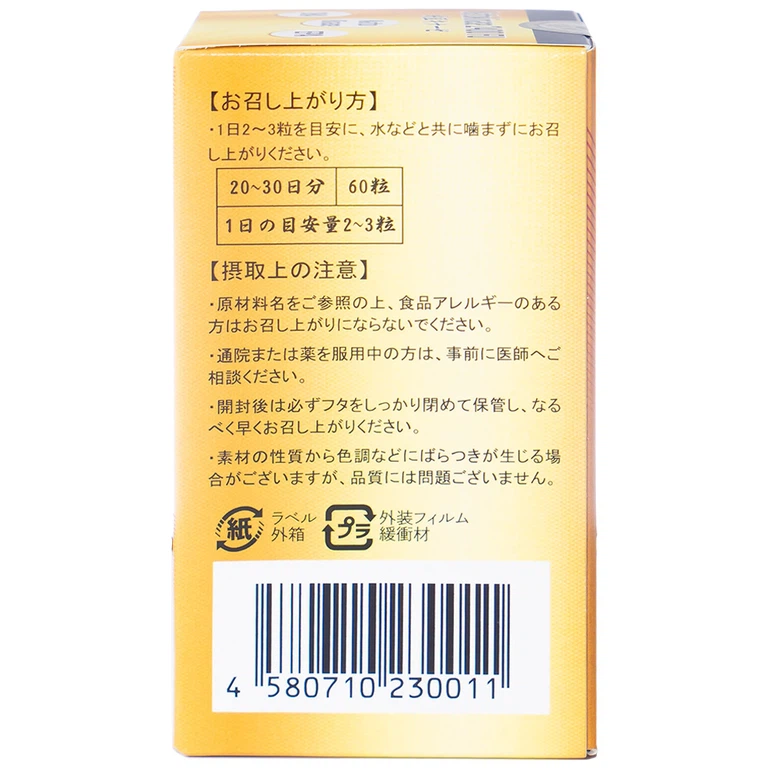 【お召し上がり方】
・1日2～3粒を目安に、水などと共に噛まずにお召
し上がりください。
20~30日分 60粒
1日の目安量2~3粒
【摂取上の注意】
・原材料名をご参照の上、食品アレルギーのある
方はお召し上がりにならないでください。
・通院または薬を服用中の方は、事前に医師へご
相談ください。
・開封後は必ずフタをしっかり閉めて保管し、なる
べく早くお召し上がりください。
・素材の性質から色調などにばらつきが生じる場
合がございますが、品質には問題ございません。
紙 ラベル
外箱
プラ 外装フィルム
緩衝材
4 580710 230011